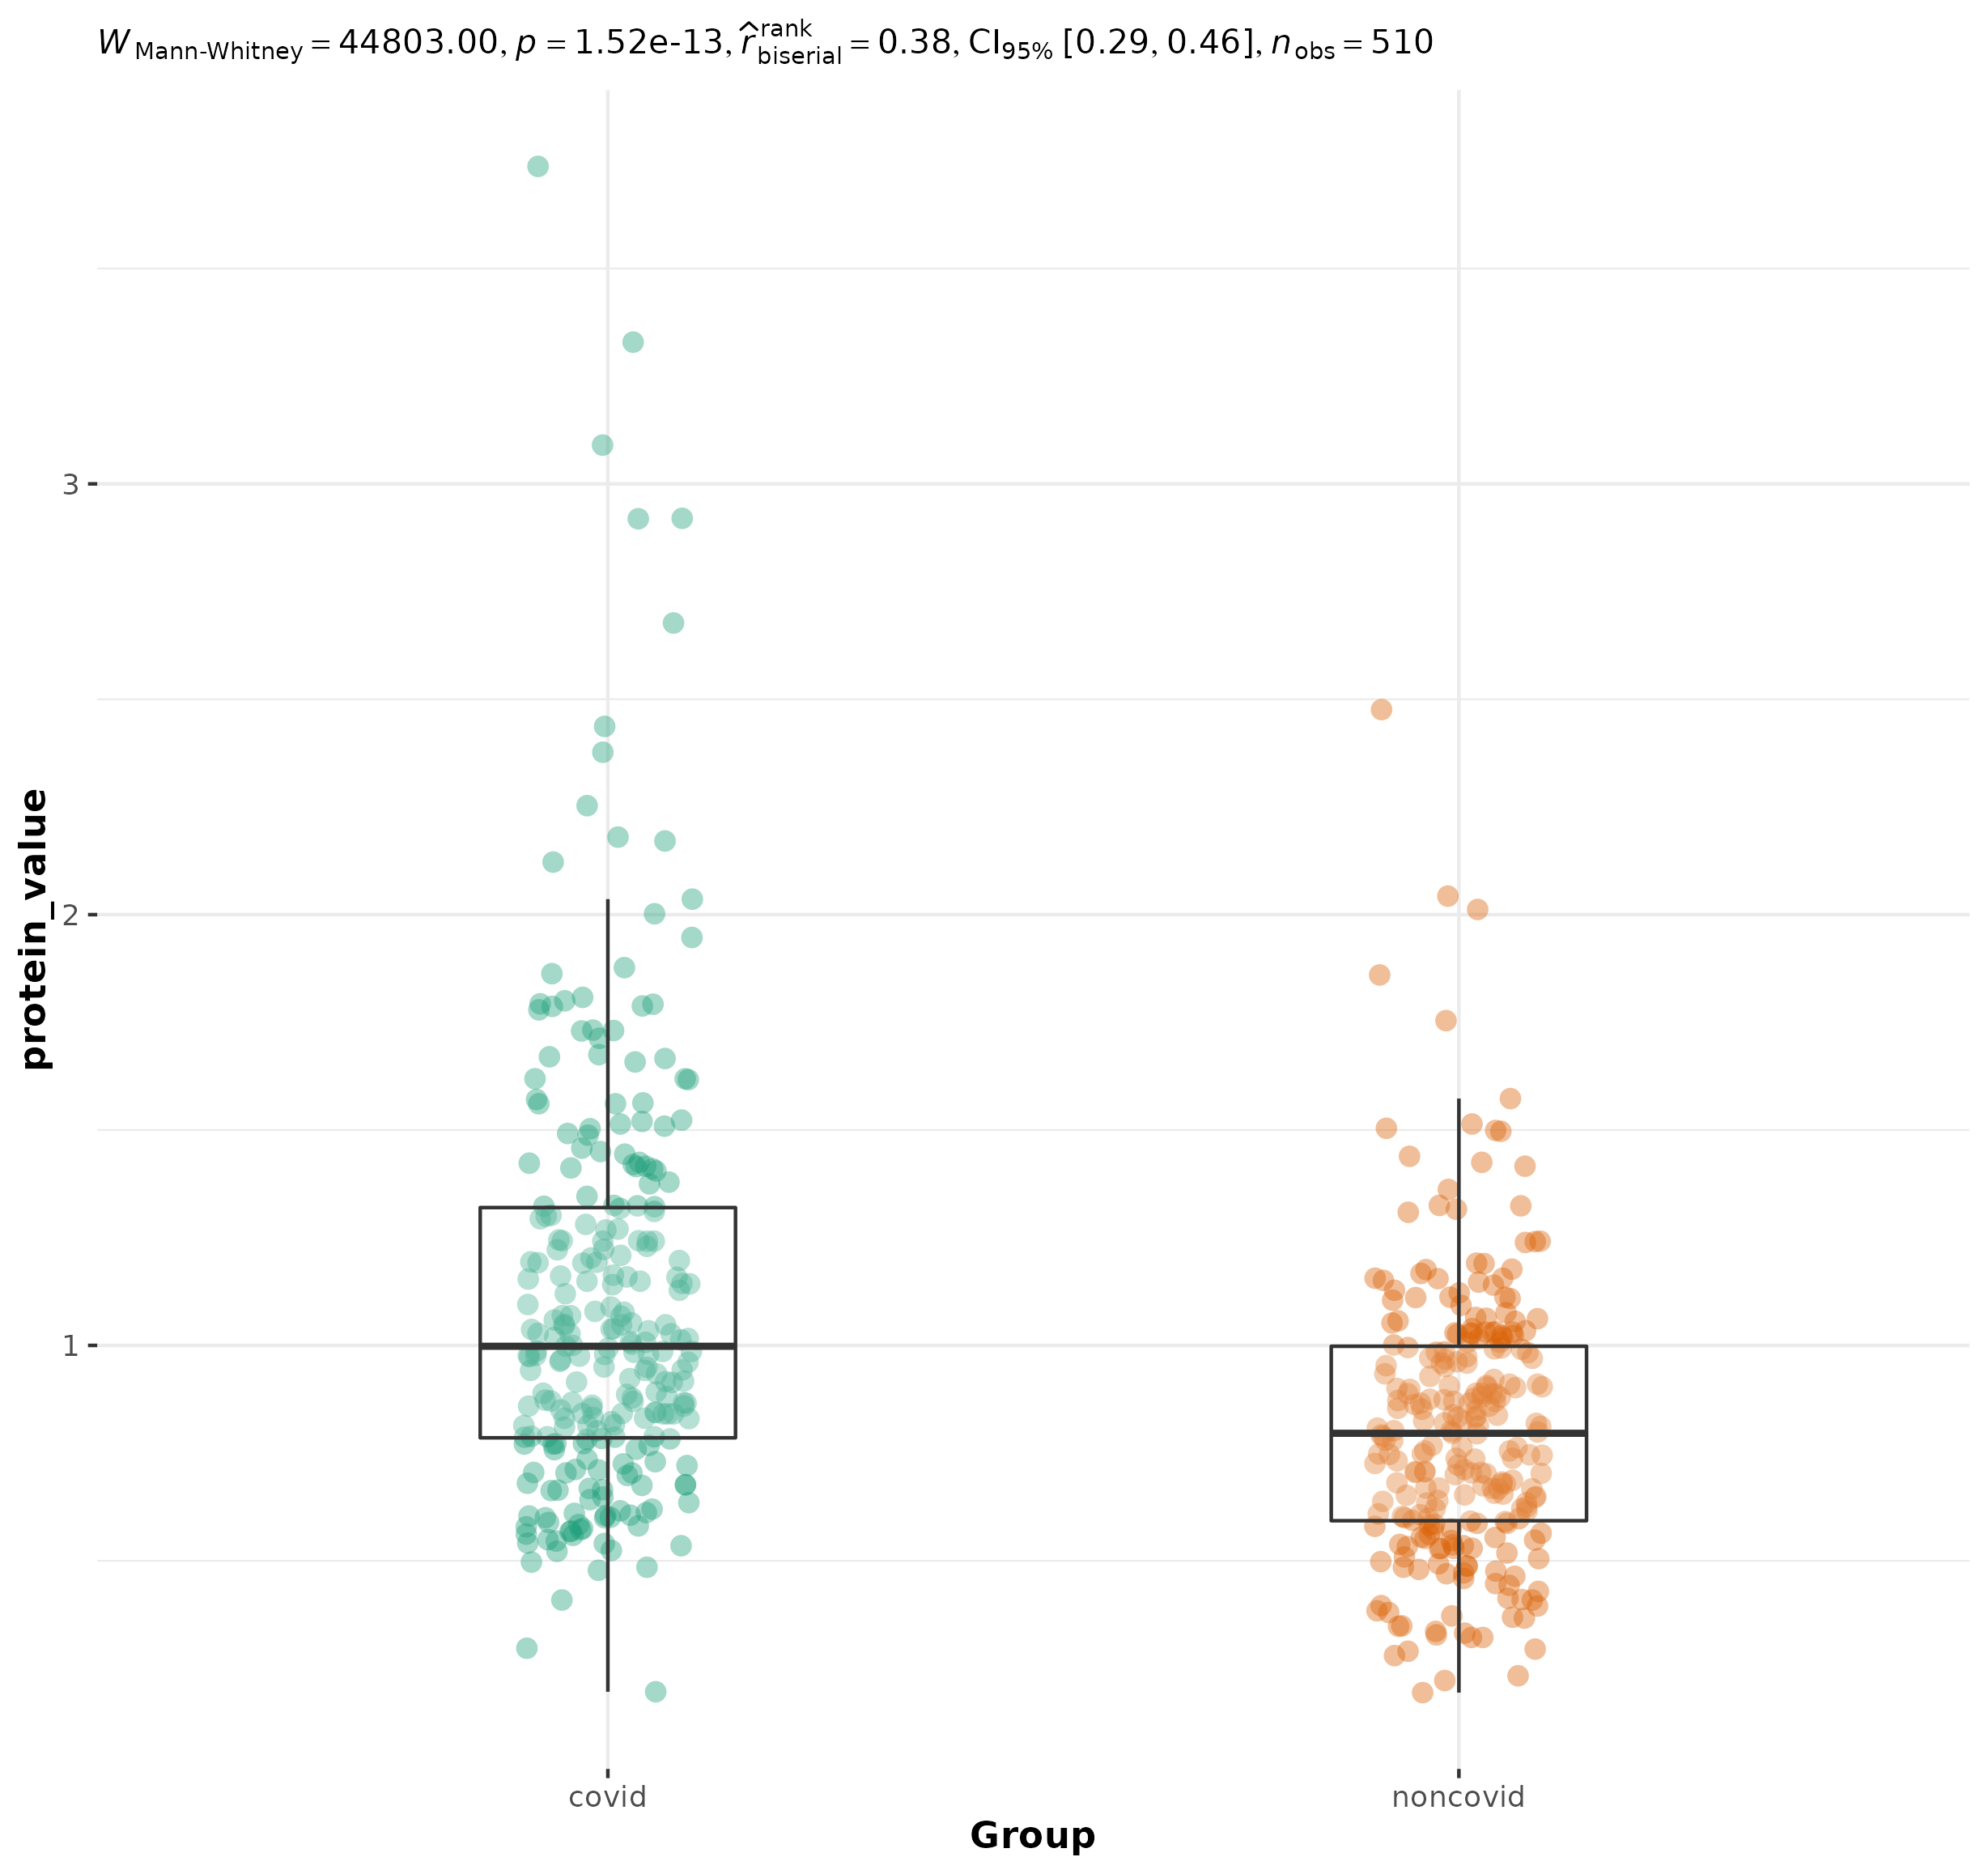 W Mann-Whitney = 44803.00, p = 1.52e-13, r̂ rank biserial = 0.38, CI95% [0.29, 0.46], n obs = 510
protein_value
3
2
1
covid noncovid
Group